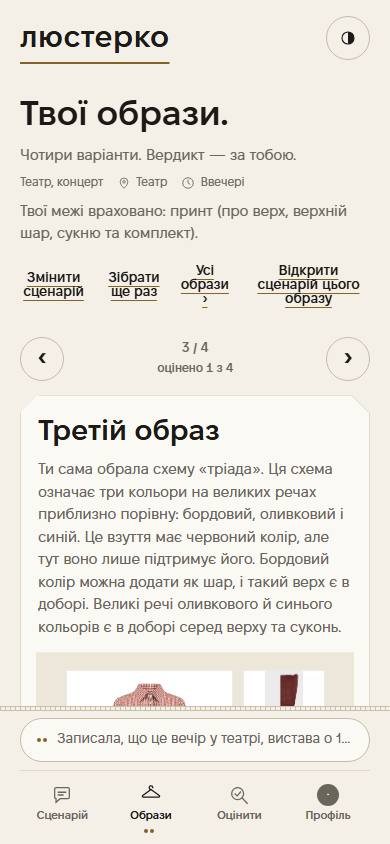 люстерко
Твої образи.
Чотири варіанти. Вердикт — за тобою.
Театр, концерт Театр Ввечері
Твої межі враховано: принт (про верх, верхній
шар, сукню та комплект).
Змінити
сценарій
Зібрати
ще раз
Усі
образи
›
Відкрити
сценарій цього
образу
‹
3 / 4
оцінено 1 з 4
›
Третій образ
Ти сама обрала схему «тріада». Ця схема
означає три кольори на великих речах
приблизно порівну: бордовий, оливковий і
синій. Це взуття має червоний колір, але
тут воно лише підтримує його. Бордовий
колір можна додати як шар, і такий верх є в
доборі. Великі речі оливкового й синього
кольорів є в доборі серед верху та суконь.
Записала, що це вечір у театрі, вистава о 1...
Сценарій Образи Оцінити Профіль